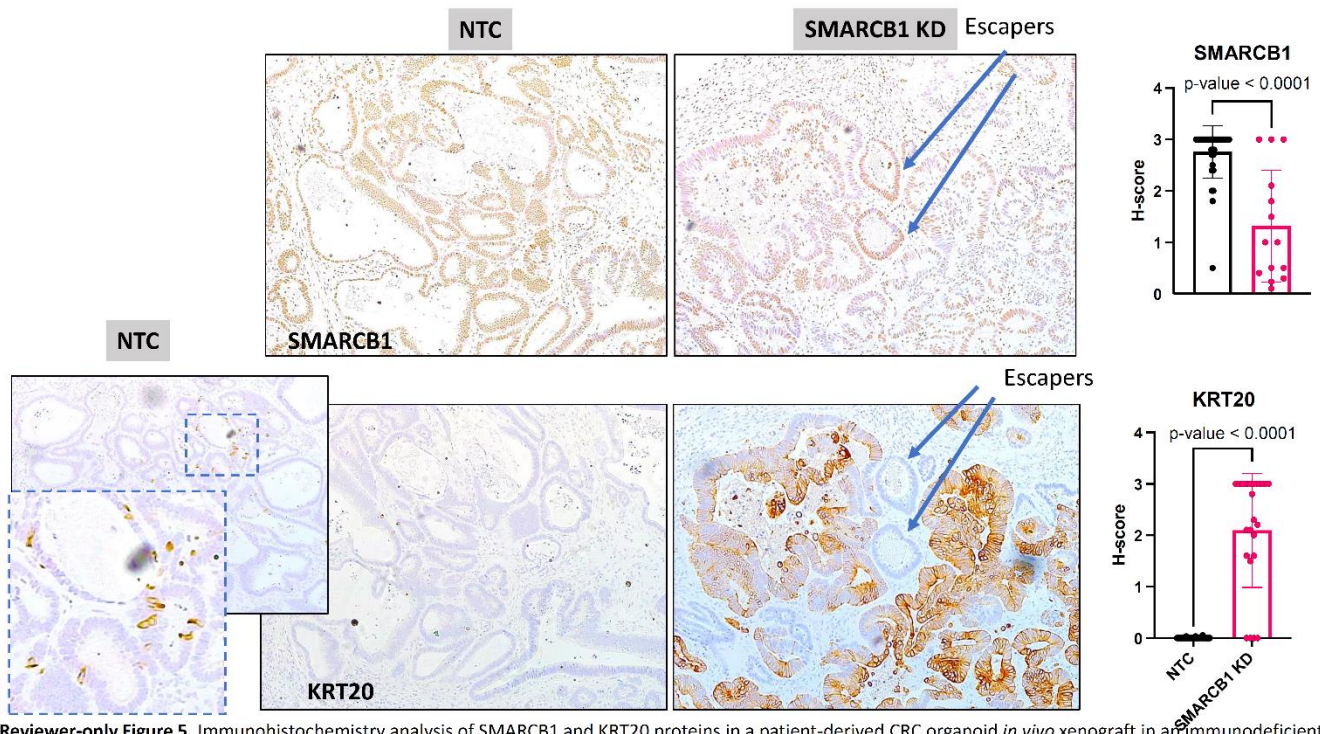 NTC
SMARCB1 KD
Escapers
SMARCB1
SMARCB1
p-value < 0.0001
H-score
4
3
2
1
0
NTC
Escapers
KRT20
KRT20
p-value < 0.0001
H-score
4
3
2
1
0
NTC
SMARCB1 KD
Reviewer-only Figure 5. Immunohistochemistry analysis of SMARCB1 and KRT20 proteins in a patient-derived CRC organoid in vivo xenograft in an immunodeficient